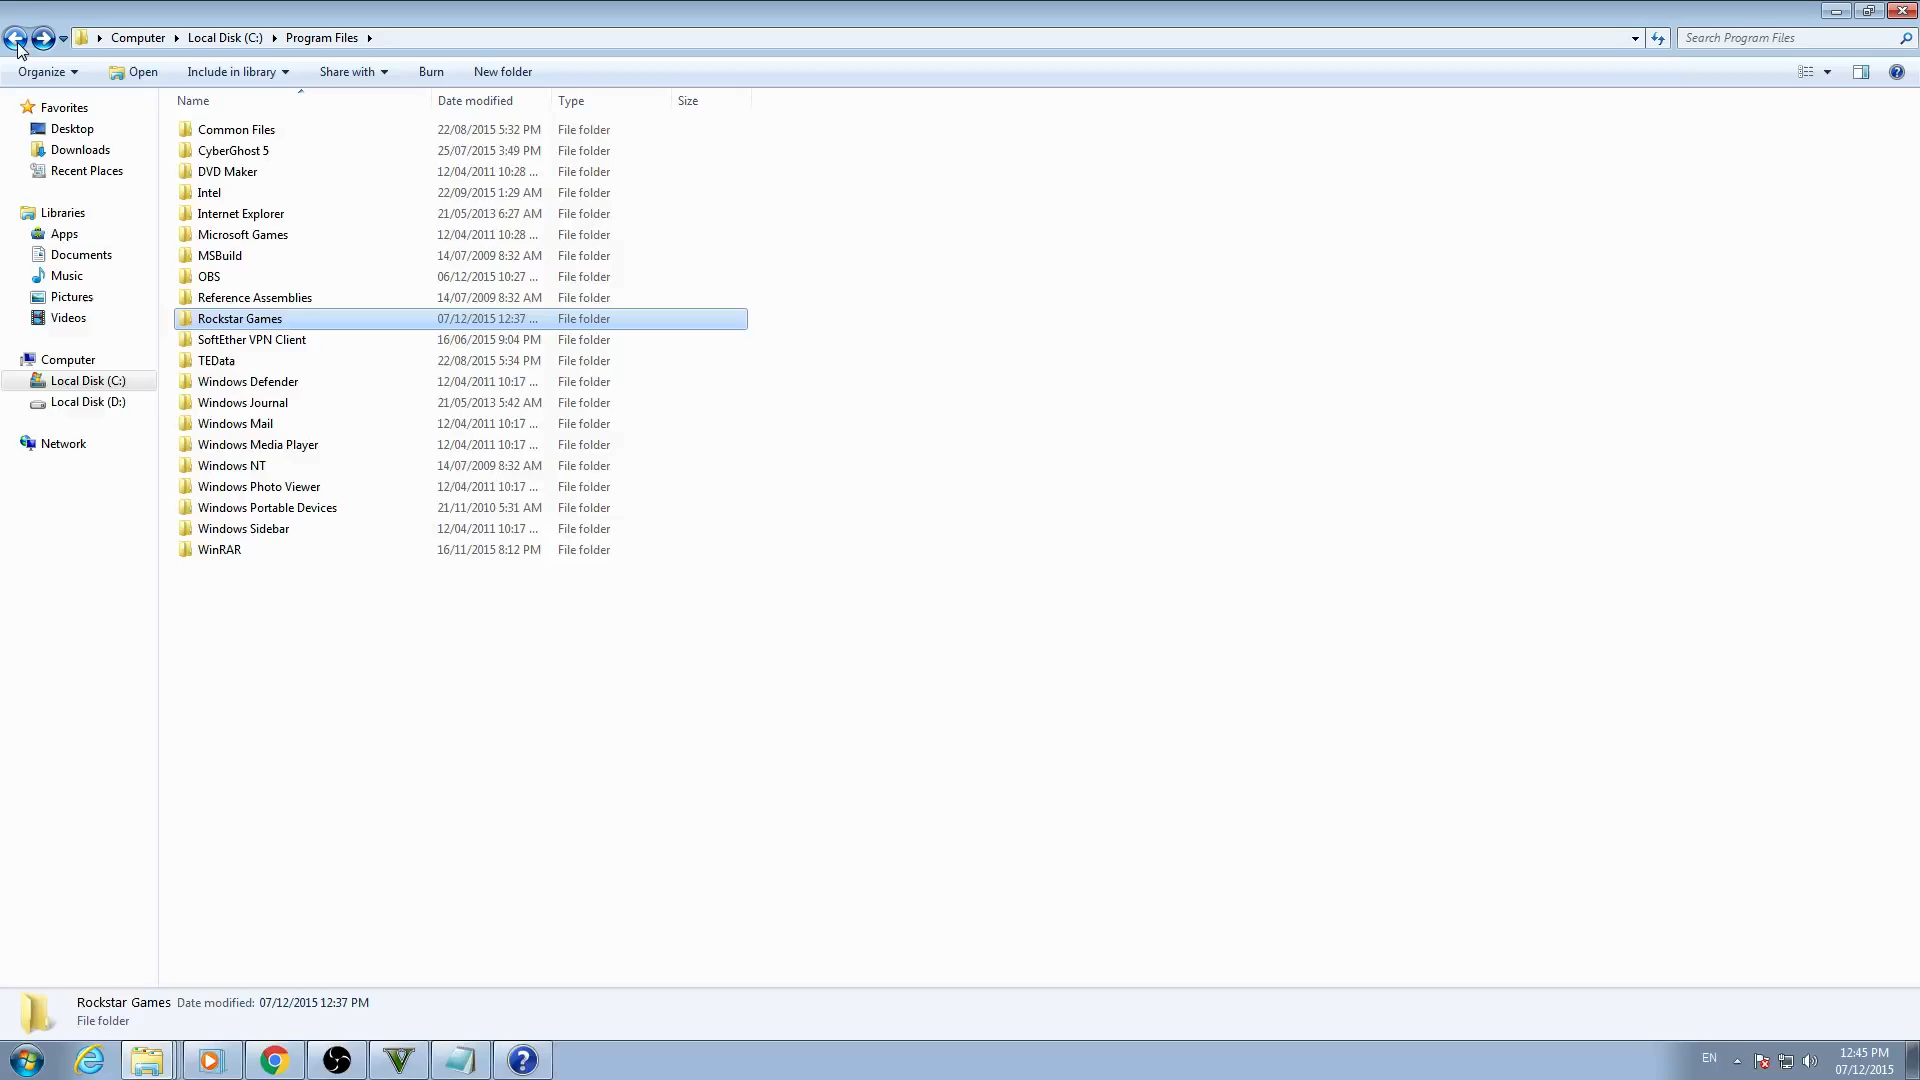 Computer Local Disk (C:) Program Files
Search Program Files
Organize Open Include in library Share with Burn New folder
Favorites
Desktop
Downloads
Recent Places
Libraries
Apps
Documents
Music
Pictures
Videos
Computer
Local Disk (C:)
Local Disk (D:)
Network
Name Date modified Type Size
Common Files 22/08/2015 5:32 PM File folder
CyberGhost 5 25/07/2015 3:49 PM File folder
DVD Maker 12/04/2011 10:28 ... File folder
Intel 22/09/2015 1:29 AM File folder
Internet Explorer 21/05/2013 6:27 AM File folder
Microsoft Games 12/04/2011 10:28 ... File folder
MSBuild 14/07/2009 8:32 AM File folder
OBS 06/12/2015 10:27 ... File folder
Reference Assemblies 14/07/2009 8:32 AM File folder
Rockstar Games 07/12/2015 12:37 ... File folder
SoftEther VPN Client 16/06/2015 9:04 PM File folder
TEData 22/08/2015 5:34 PM File folder
Windows Defender 12/04/2011 10:17 ... File folder
Windows Journal 21/05/2013 5:42 AM File folder
Windows Mail 12/04/2011 10:17 ... File folder
Windows Media Player 12/04/2011 10:17 ... File folder
Windows NT 14/07/2009 8:32 AM File folder
Windows Photo Viewer 12/04/2011 10:17 ... File folder
Windows Portable Devices 21/11/2010 5:31 AM File folder
Windows Sidebar 12/04/2011 10:17 ... File folder
WinRAR 16/11/2015 8:12 PM File folder
Rockstar Games Date modified: 07/12/2015 12:37 PM
File folder
EN
12:45 PM
07/12/2015